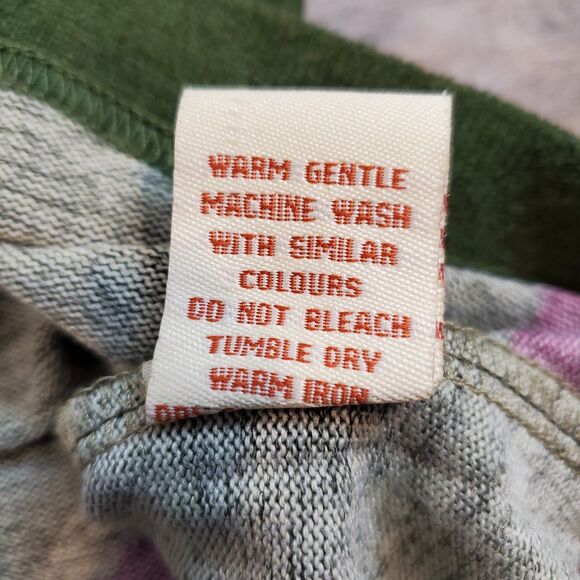 WARM GENTLE
MACHINE WASH
WITH SIMILAR
COLOURS
DO NOT BLEACH
TUMBLE DRY
WARM IRON